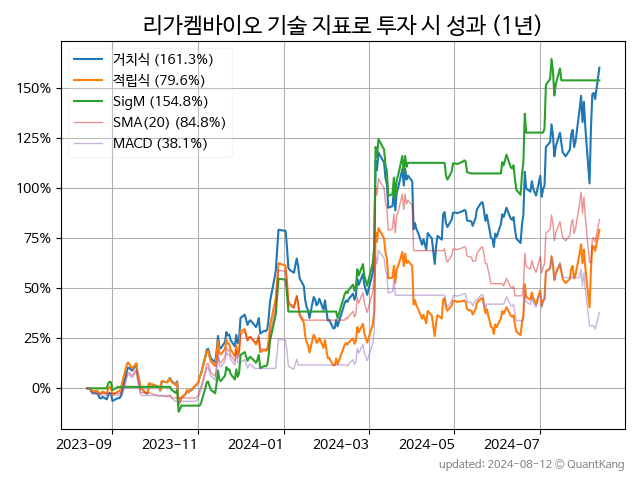 리가켐바이오 기술 지표로 투자 시 성과 (1년)
거치식 (161.3%)
적립식 (79.6%)
SigM (154.8%)
SMA(20) (84.8%)
MACD (38.1%)
150%
125%
100%
75%
50%
25%
0%
2023-09 2023-11 2024-01 2024-03 2024-05 2024-07
updated: 2024-08-12 © QuantKang